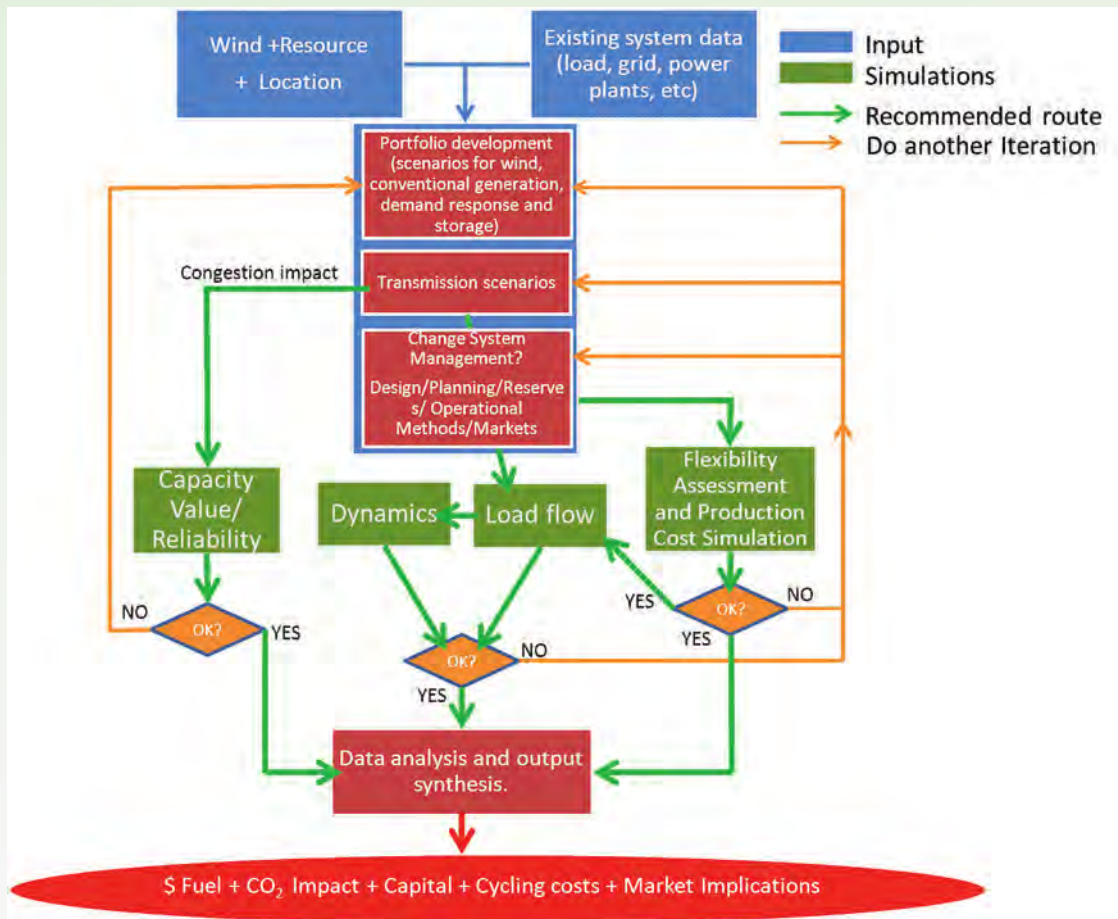 Wind +Resource
+ Location
Existing system data
(load, grid, power
plants, etc)
Input
Simulations
Recommended route
Do another Iteration
Portfolio development
(scenarios for wind,
conventional generation,
demand response and
storage)
Congestion impact
Transmission scenarios
Change System
Management?
Design/Planning/Reserve
s/ Operational
Methods/Markets
Capacity
Value/
Reliability
Dynamics
Load flow
Flexibility
Assessment
and Production
Cost Simulation
NO
OK?
YES
YES
OK?
NO
YES
OK?
NO
YES
Data analysis and output
synthesis.
$ Fuel + CO₂ Impact + Capital + Cycling costs + Market Implications